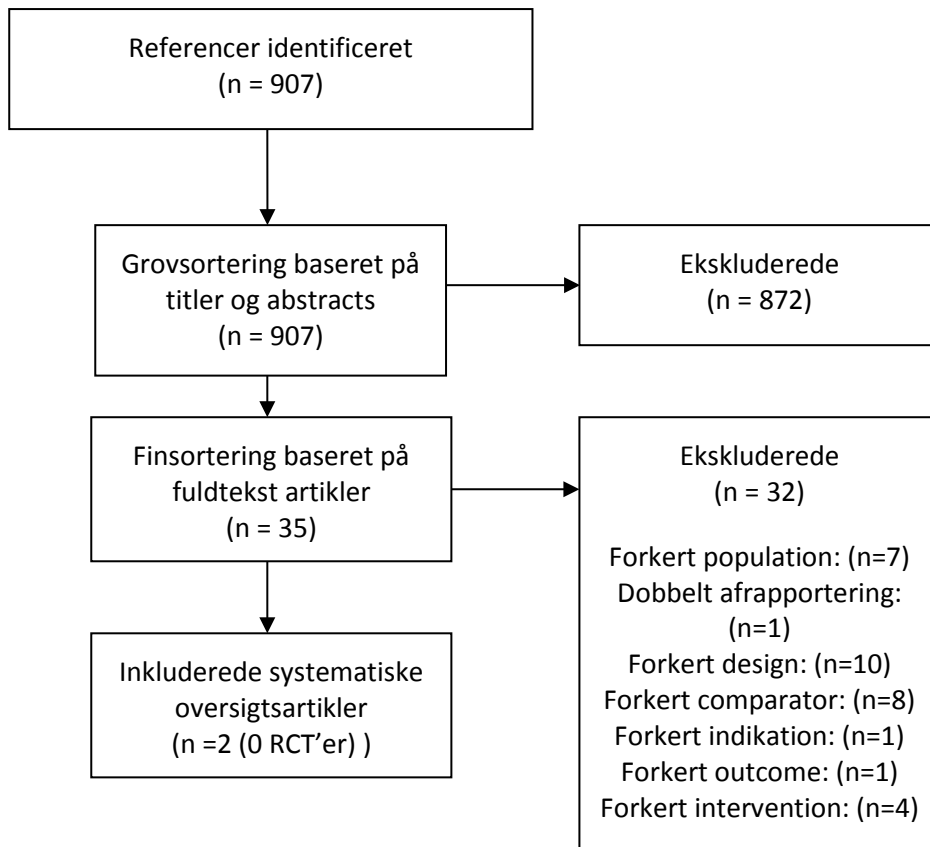 Referencer identificeret
(n = 907)
Grovsortering baseret på
titler og abstracts
(n = 907)
Ekskluderede
(n = 872)
Finsortering baseret på
fuldtekst artikler
(n = 35)
Ekskluderede
(n = 32)
Forkert population: (n=7)
Dobbelt afrapportering:
(n=1)
Forkert design: (n=10)
Forkert comparator: (n=8)
Forkert indikation: (n=1)
Forkert outcome: (n=1)
Forkert intervention: (n=4)
Inkluderede systematiske
oversigtsartikler
(n =2 (0 RCT’er) )